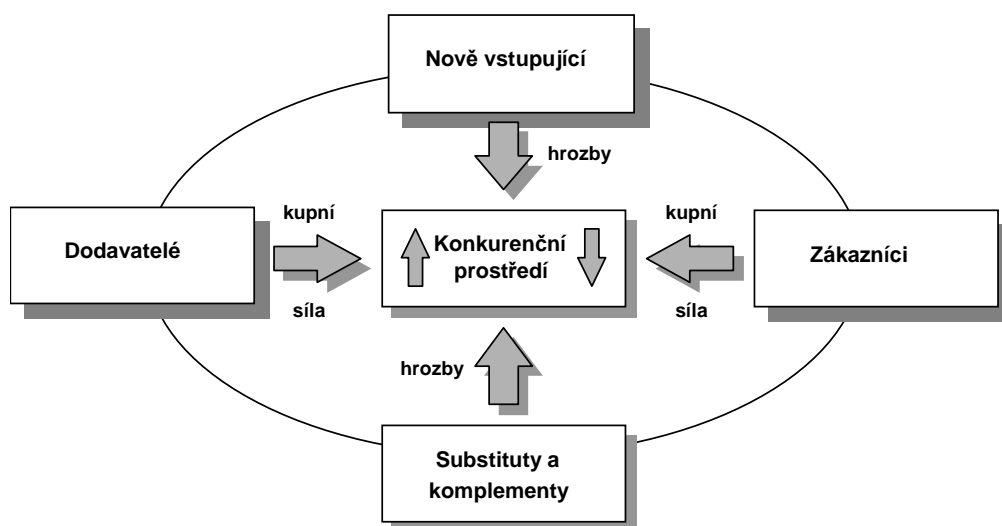 Nově vstupující
hrozby
kupní
Dodavatelé
síla
Konkurenční
prostředí
kupní
Zákazníci
síla
hrozby
Substituty a
komplementy